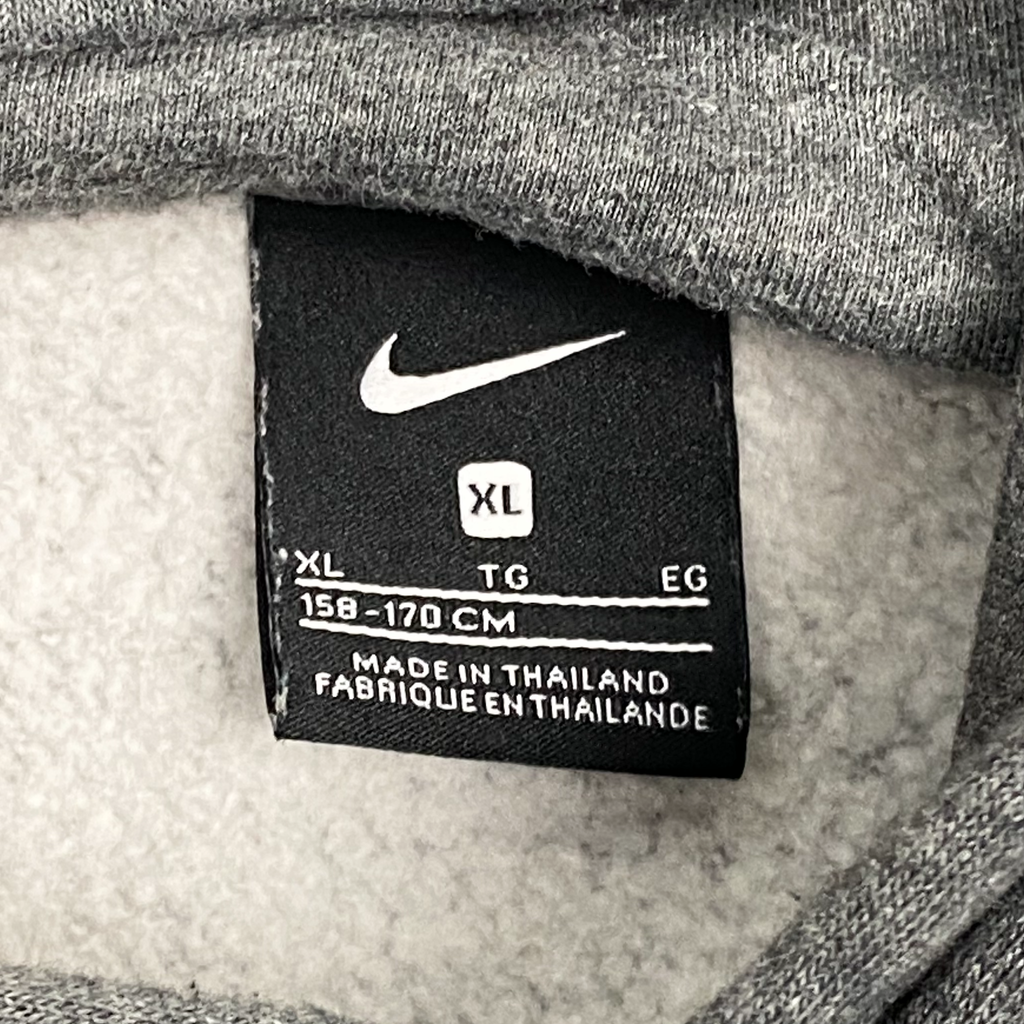 XL
XL TG EG
158-170 CM
MADE IN THAILAND
FABRIQUE EN THAILANDE